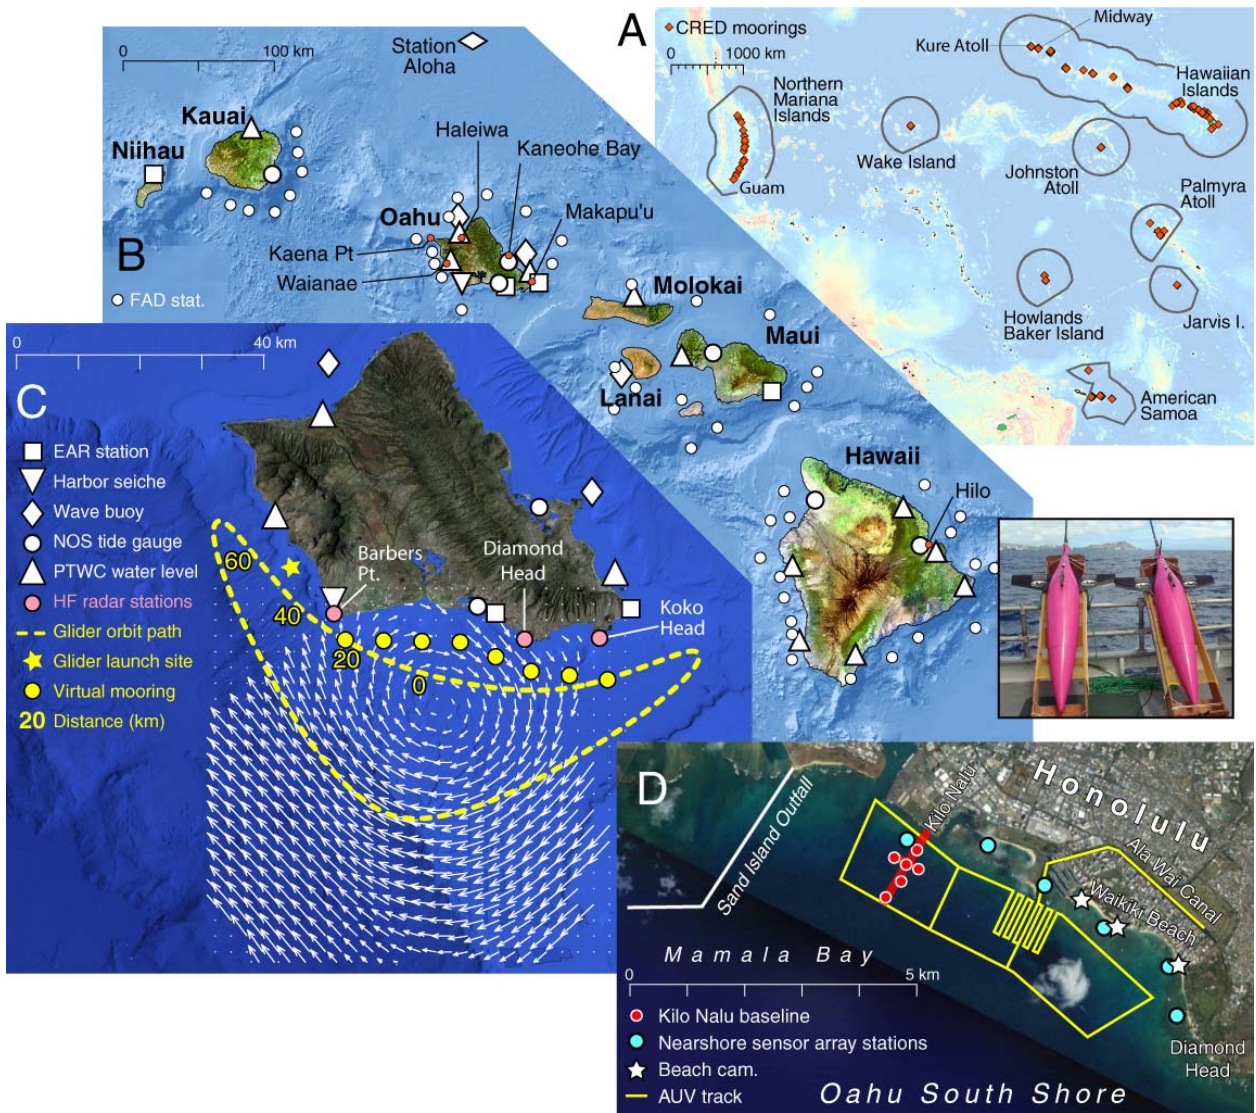 A
CRED moorings
0 1000 km
Midway
Kure Atoll
Hawaiian
Islands
Northern
Mariana
Islands
Guam
Wake Island
Johnston
Atoll
Palmyra
Atoll
Howlands
Baker Island
Jarvis I.
American
Samoa
B
0 100 km
Station
Aloha
Kauai
Niihau
Haleiwa
Kaneohe Bay
Oahu
Makapu'u
Kaena Pt
Waianae
FAD stat.
Molokai
Maui
Lanai
Hawaii
Hilo
C
0 40 km
EAR station
Harbor seiche
Wave buoy
NOS tide gauge
PTWC water level
HF radar stations
Glider orbit path
Glider launch site
Virtual mooring
20 Distance (km)
60
40
20
0
Barbers
Pt.
Diamond
Head
Koko
Head
D
Honolulu
Kilo Nalu
Sand Island Outfall
Ala Wai Canal
Waikiki Beach
Mamala Bay
0 5 km
Kilo Nalu baseline
Nearshore sensor array stations
Beach cam.
AUV track
Diamond
Head
Oahu South Shore